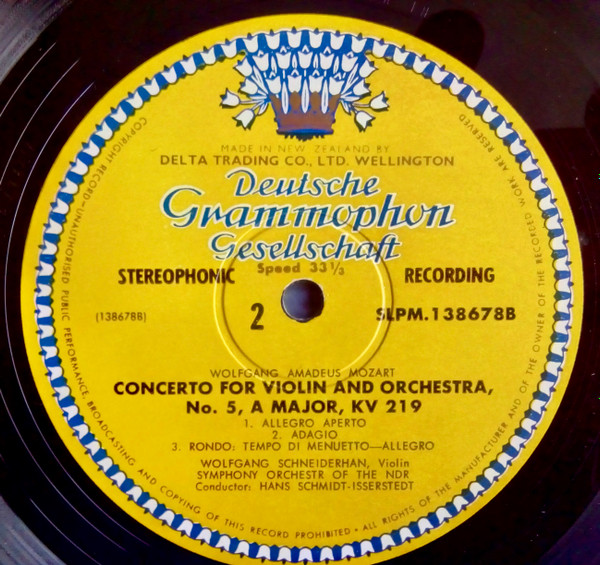 MADE IN NEW ZEALAND BY
DELTA TRADING CO., LTD. WELLINGTON
Deutsche
Grammophon
Gesellschaft
Speed 33 1/3
STEREOPHONIC RECORDING
(138678B) 2 SLPM.138678B
WOLFGANG AMADEUS MOZART
CONCERTO FOR VIOLIN AND ORCHESTRA,
No. 5, A MAJOR, KV 219
1. ALLEGRO APERTO
2. ADAGIO
3. RONDO: TEMPO DI MENUETTO—ALLEGRO
WOLFGANG SCHNEIDERHAN, Violin
SYMPHONY ORCHESTR OF THE NDR
Conductor: HANS SCHMIDT-ISSERSTEDT
COPYRIGHT RECORD—UNAUTHORISED PUBLIC PERFORMANCE, BROADCASTING AND COPYING OF THIS RECORD PROHIBITED • ALL RIGHTS OF THE MANUFACTURER AND OF THE OWNER OF THE RECORDED WORK ARE RESERVED